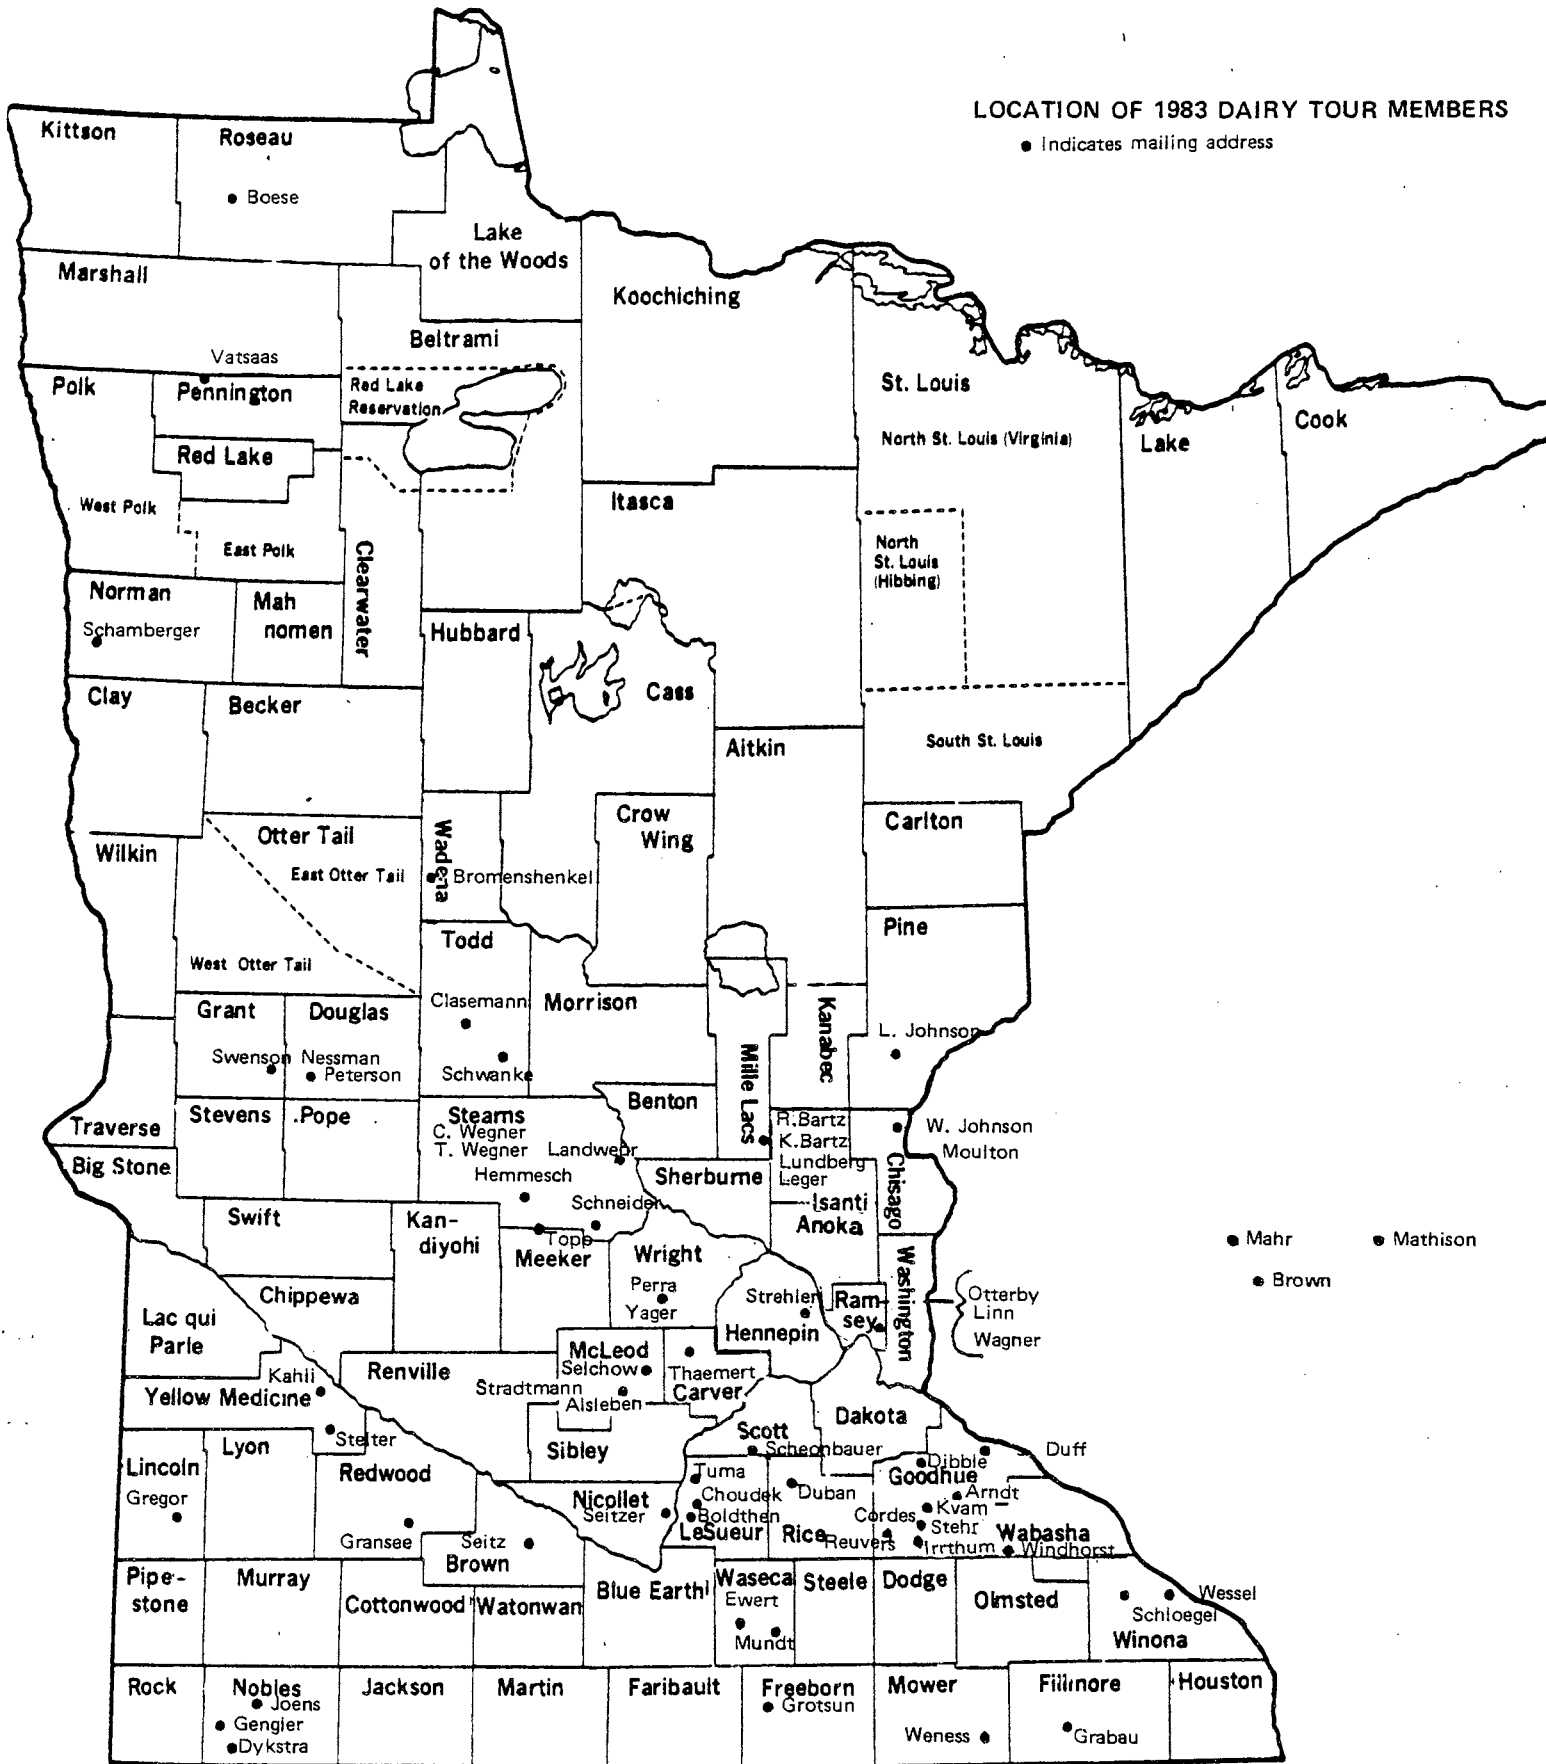 LOCATION OF 1983 DAIRY TOUR MEMBERS
• Indicates mailing address
Kittson
Roseau
Boese
Lake
of the Woods
Marshall
Koochiching
Beltrami
Vatsaas
Polk
Pennington
Red Lake
Reservation
St. Louis
North St. Louis (Virginia)
Lake
Cook
Red Lake
West Polk
East Polk
Itasca
North
St. Louis
(Hibbing)
Clearwater
Norman
Schamberger
Mah
nomen
Hubbard
Cass
Clay
Becker
Aitkin
South St. Louis
Wilkin
Otter Tail
East Otter Tail
West Otter Tail
Wadena
Bromenshenkel
Crow
Wing
Carlton
Pine
Todd
Clasemann
Schwanke
Morrison
Grant
Douglas
Swenson
Nessman
Peterson
Mille Lacs
Kanabec
L. Johnson
Traverse
Stevens
Pope
Stearns
C. Wegner
T. Wegner
Landwehr
Hemmesch
Schneider
Benton
R.Bartz
K.Bartz
Lundberg
Leger
Isanti
W. Johnson
Moulton
Chisago
Big Stone
Sherburne
Swift
Kan-
diyohi
Topp
Meeker
Wright
Perra
Yager
Anoka
Washington
Mahr
Mathison
Brown
Chippewa
Strehler
Hennepin
Ram-
sey
Otterby
Linn
Wagner
Lac qui
Parle
Kahli
Renville
McLeod
Selchow
Stradtmann
Alsleben
Thaemert
Carver
Yellow Medicine
Stelter
Lyon
Sibley
Scott
Scheonbauer
Dakota
Lincoln
Gregor
Redwood
Gransee
Nicollet
Seitzer
Tuma
Choudek
Boldthen
LeSueur
Duban
Rice
Dibble
Duff
Goodhue
Arndt
Kvam
Cordes
Stehr
Reuvers
Irrthum
Wabasha
Windhorst
Seitz
Brown
Pipe-
stone
Murray
Cottonwood
Watonwan
Blue Earth
Waseca
Ewert
Mundt
Steele
Dodge
Olmsted
Wessel
Schloegel
Winona
Rock
Nobles
Joens
Gengler
Dykstra
Jackson
Martin
Faribault
Freeborn
Grotsun
Mower
Weness
Fillmore
Grabau
Houston